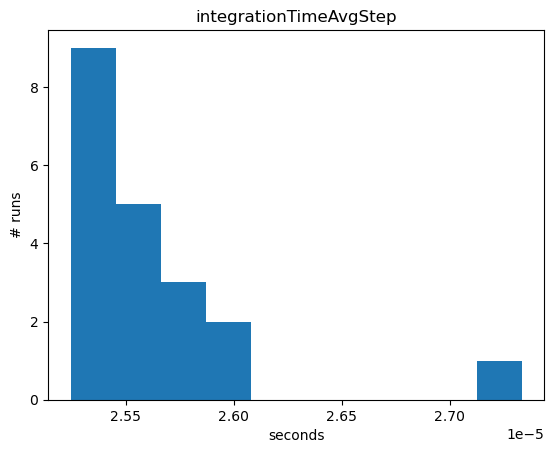 integrationTimeAvgStep
# runs
8
6
4
2
0
2.55 2.60 2.65 2.70
seconds
1e−5